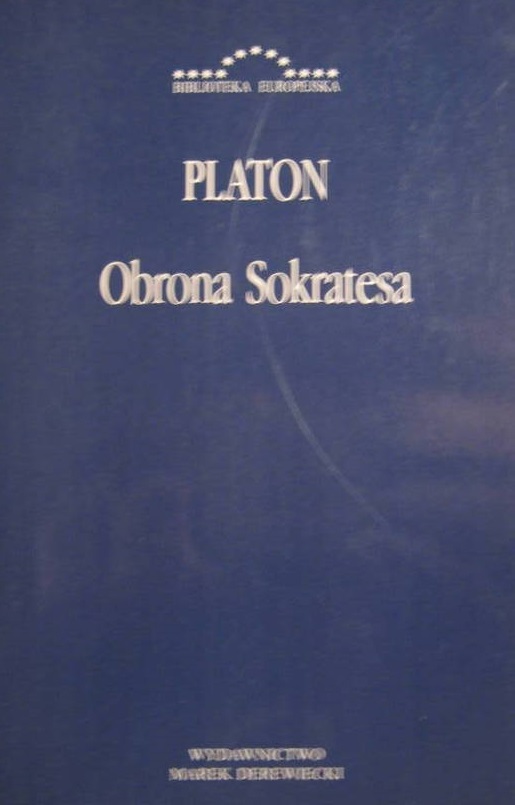 BIBLIOTEKA EUROPEJSKA
PLATON
Obrona Sokratesa
WYDAWNICTWO
MAREK DEREWIECKI